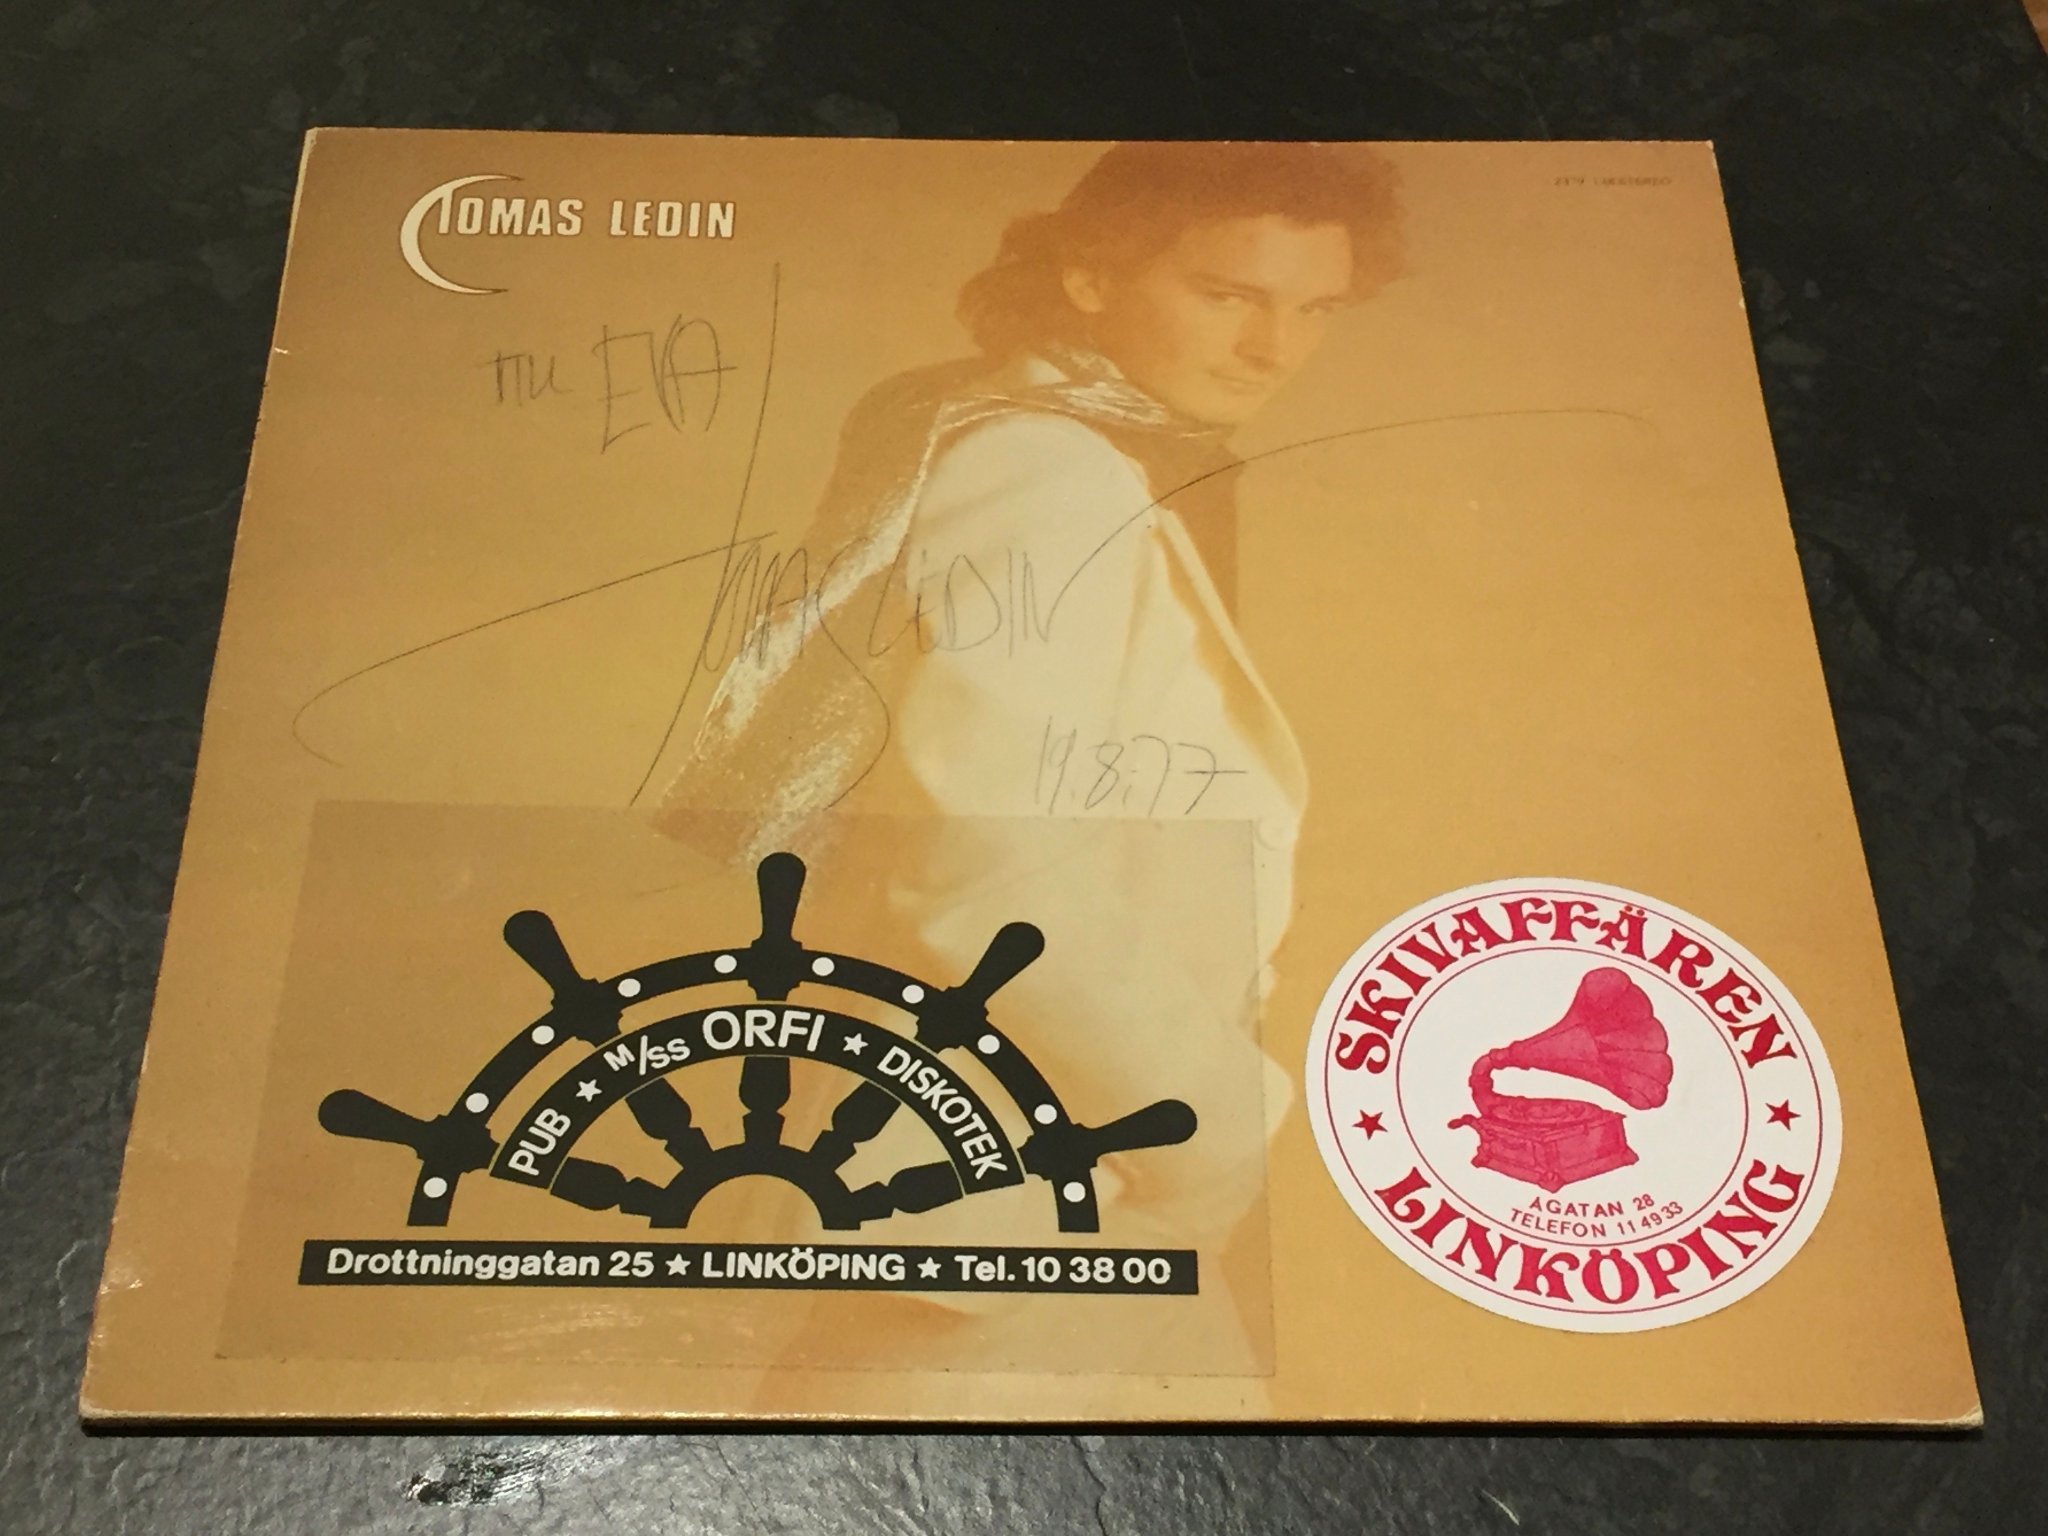 TOMAS LEDIN
TILL EVA
TOMAS LEDIN
19.8.77
PUB ★ M/SS ORFI ★ DISKOTEK
Drottninggatan 25 ★ LINKÖPING ★ Tel. 10 38 00
SKIVAFFÄREN
ÅGATAN 28
TELEFON 11 49 33
★ LINKÖPING ★